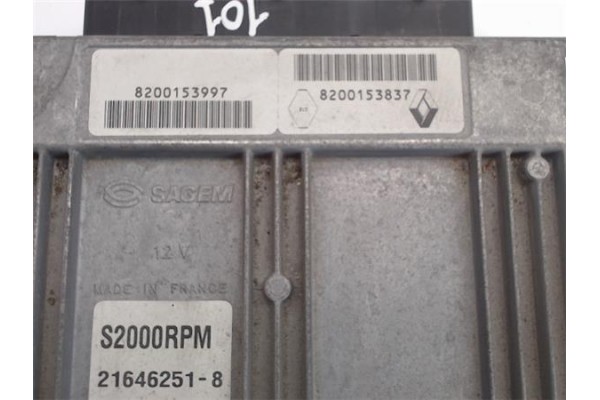 101
8200153997
8200153837
SAGEM
12 V
MADE IN FRANCE
S2000RPM
21646251-8